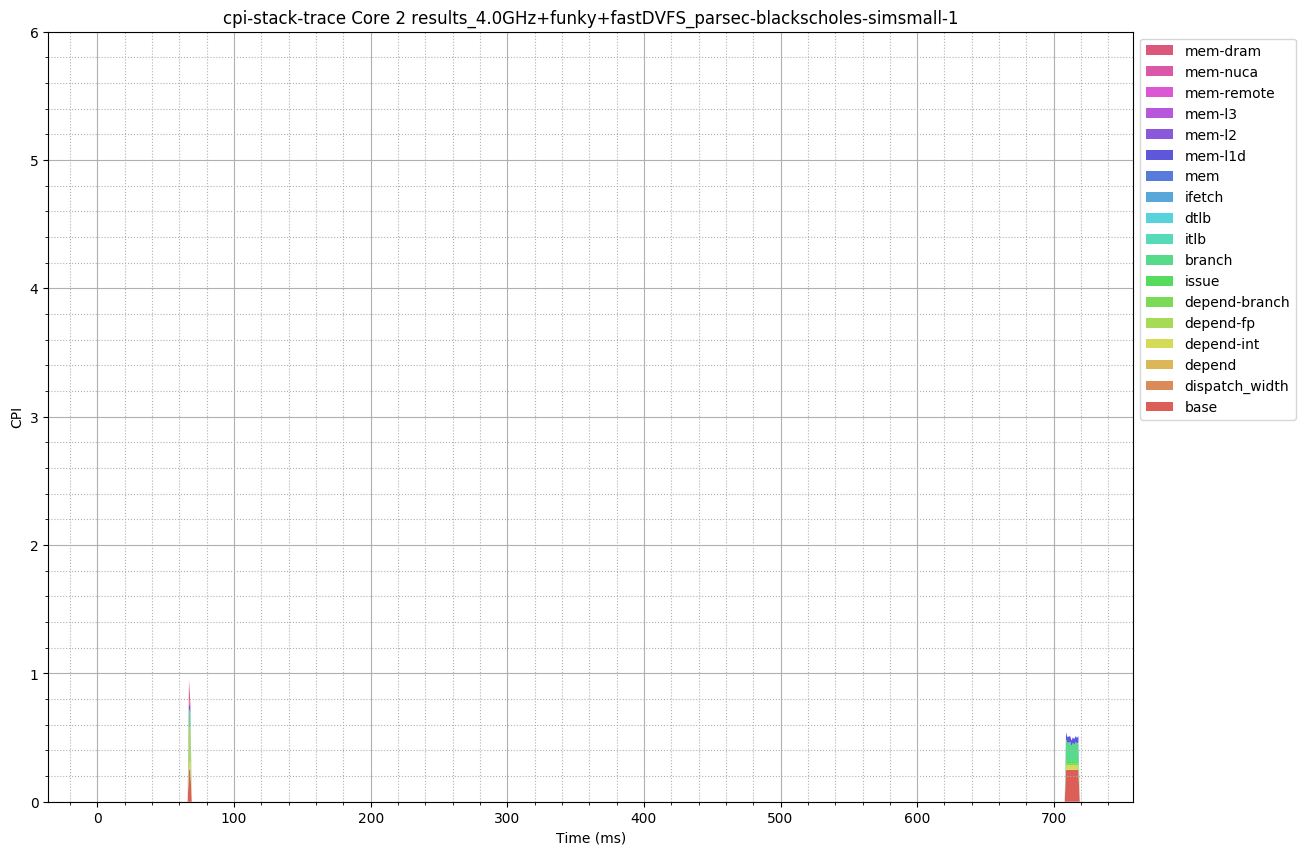 cpi-stack-trace Core 2 results_4.0GHz+funky+fastDVFS_parsec-blackscholes-simsmall-1
6
5
4
3
2
1
0
CPI
0 100 200 300 400 500 600 700
Time (ms)
mem-dram
mem-nuca
mem-remote
mem-l3
mem-l2
mem-l1d
mem
ifetch
dtlb
itlb
branch
issue
depend-branch
depend-fp
depend-int
depend
dispatch_width
base